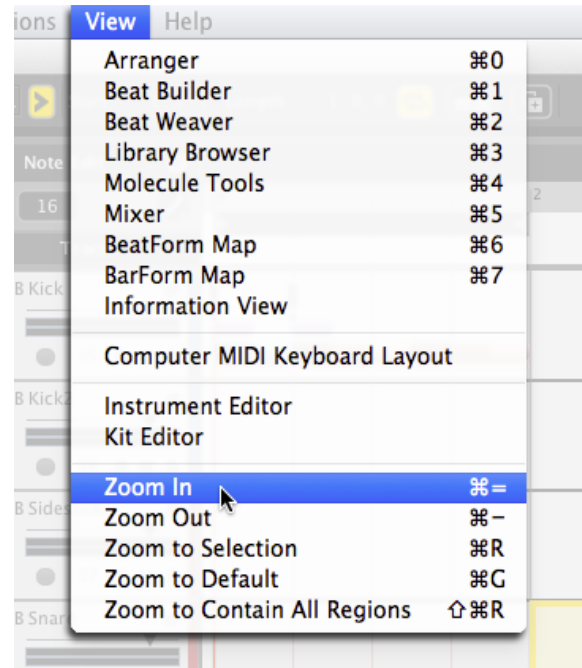 ions View Help
Arranger ⌘0
Beat Builder ⌘1
Beat Weaver ⌘2
Library Browser ⌘3
Note
Molecule Tools ⌘4
16
2
Mixer ⌘5
BeatForm Map ⌘6
BarForm Map ⌘7
B Kick
Information View
Computer MIDI Keyboard Layout
B Kick2
Instrument Editor
Kit Editor
Zoom In ⌘=
B Sides
Zoom Out ⌘−
Zoom to Selection ⌘R
Zoom to Default ⌘G
Zoom to Contain All Regions ⇧⌘R
B Snar